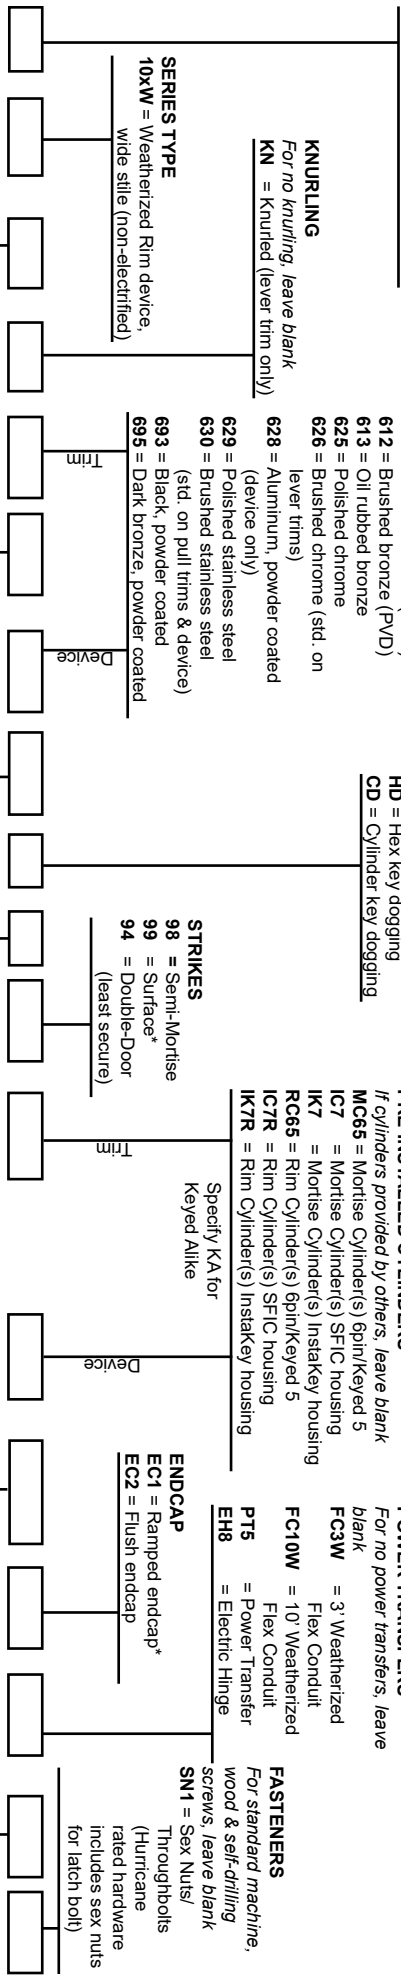 SERIES TYPE
10xW = Weatherized Rim device,
wide stile (non-electrified)
KNURLING
For no knurling, leave blank
KN = Knurled (lever trim only)
612 = Brushed bronze (PVD)
613 = Oil rubbed bronze
625 = Polished chrome
626 = Brushed chrome (std. on
lever trims)
628 = Aluminum, powder coated
(device only)
629 = Polished stainless steel
630 = Brushed stainless steel
(std. on pull trims & device)
693 = Black, powder coated
695 = Dark bronze, powder coated
Trim
Device
HD = Hex key dogging
CD = Cylinder key dogging
STRIKES
98 = Semi-Mortise
99 = Surface*
94 = Double-Door
(least secure)
If cylinders provided by others, leave blank
MC65 = Mortise Cylinder(s) 6pin/Keyed 5
IC7 = Mortise Cylinder(s) SFIC housing
IK7 = Mortise Cylinder(s) InstaKey housing
RC65 = Rim Cylinder(s) 6pin/Keyed 5
IC7R = Rim Cylinder(s) SFIC housing
IK7R = Rim Cylinder(s) InstaKey housing
Specify KA for
Keyed Alike
Trim
Device
ENDCAP
EC1 = Ramped endcap*
EC2 = Flush endcap
For no power transfers, leave
blank
FC3W = 3' Weatherized
Flex Conduit
FC10W = 10' Weatherized
Flex Conduit
PT5 = Power Transfer
EH8 = Electric Hinge
FASTENERS
For standard machine,
wood & self-drilling
screws, leave blank
SN1 = Sex Nuts/
Throughbolts
(Hurricane
rated hardware
includes sex nuts
for latch bolt)